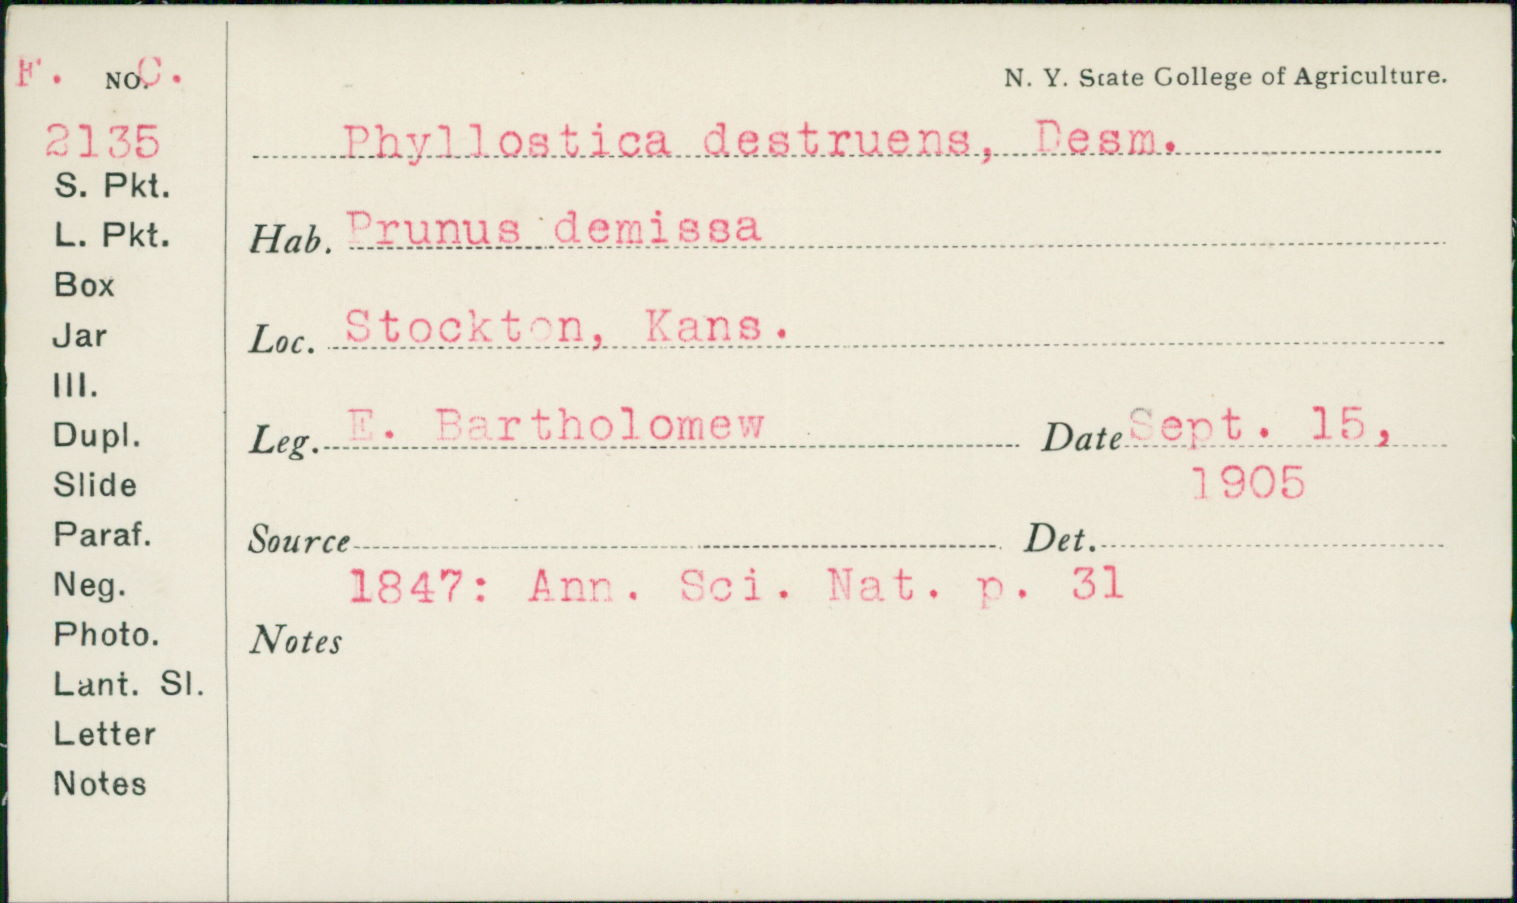 F. NO. C.
2135
S. Pkt.
L. Pkt.
Box
Jar
Ill.
Dupl.
Slide
Paraf.
Neg.
Photo.
Lant. Sl.
Letter
Notes
N. Y. State College of Agriculture.
Phyllostica destruens, Desm.
Hab. Prunus demissa
Loc. Stockton, Kans.
Leg. E. Bartholomew Date Sept. 15,
1905
Source Det.
1847: Ann. Sci. Nat. p. 31
Notes